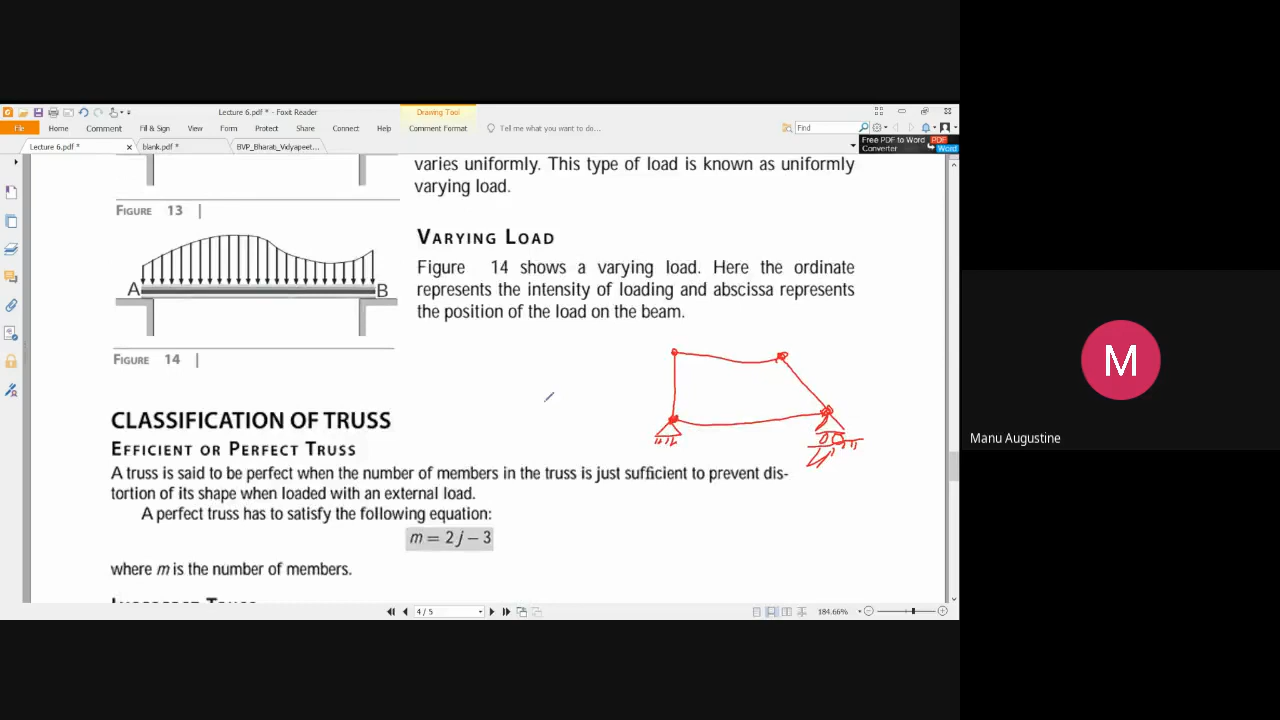 Lecture 6.pdf * - Foxit Reader
Drawing Tool
File
Home
Comment
Fill & Sign
View
Form
Protect
Share
Connect
Help
Comment Format
Tell me what you want to do...
Find
Lecture 6.pdf *
blank.pdf *
BVP_Bharati_Vidyapeet...
Free PDF to Word
Converter
PDF
Word
varies uniformly. This type of load is known as uniformly
varying load.
FIGURE 13 |
VARYING LOAD
Figure 14 shows a varying load. Here the ordinate
represents the intensity of loading and abscissa represents
the position of the load on the beam.
A
B
FIGURE 14 |
CLASSIFICATION OF TRUSS
EFFICIENT OR PERFECT TRUSS
A truss is said to be perfect when the number of members in the truss is just sufficient to prevent dis-
tortion of its shape when loaded with an external load.
A perfect truss has to satisfy the following equation:
m = 2 j – 3
where m is the number of members.
4 / 5
184.66%
M
Manu Augustine